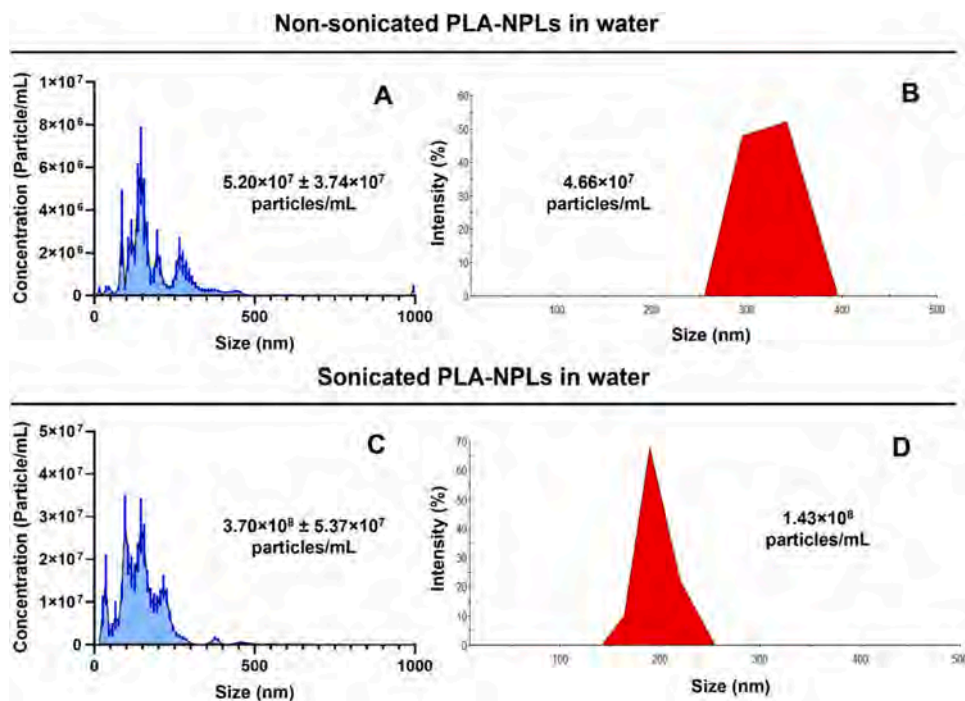 Non-sonicated PLA-NPLs in water
A
Concentration (Particle/mL)
1×10⁷
8×10⁶
6×10⁶
4×10⁶
2×10⁶
0
5.20×10⁷ ± 3.74×10⁷
particles/mL
0 500 1000
Size (nm)
B
Intensity (%)
60
50
40
30
20
10
0
4.66×10⁷
particles/mL
100 200 300 400 500
Size (nm)
Sonicated PLA-NPLs in water
C
Concentration (Particle/mL)
5×10⁷
4×10⁷
3×10⁷
2×10⁷
1×10⁷
0
3.70×10⁸ ± 5.37×10⁷
particles/mL
0 500 1000
Size (nm)
D
Intensity (%)
70
60
50
40
30
20
10
0
1.43×10⁸
particles/mL
100 200 300 400 500
Size (nm)